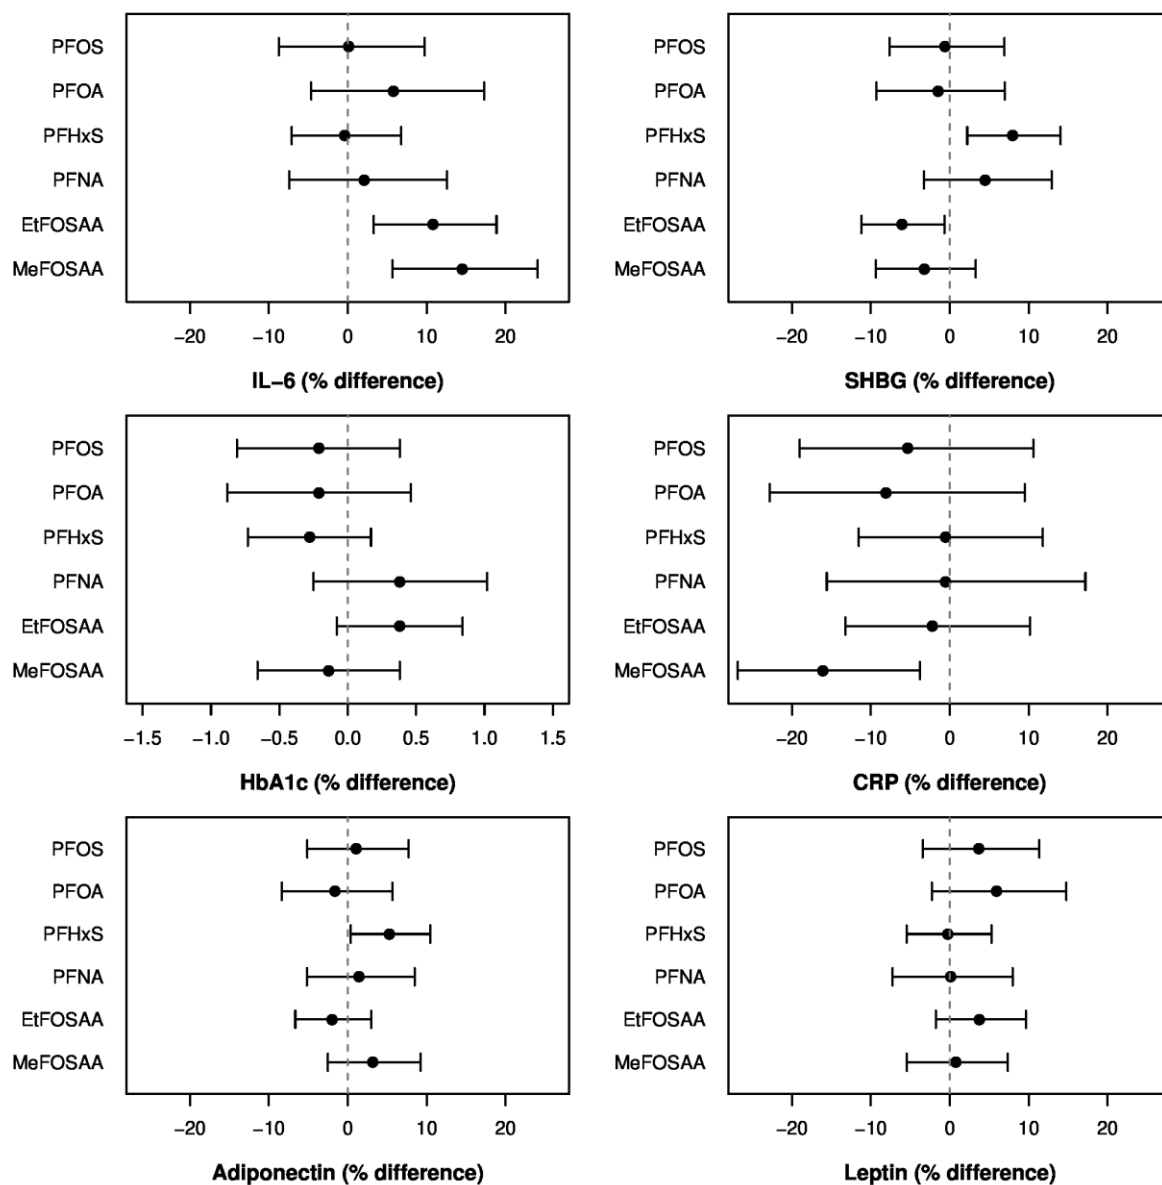 PFOS
PFOA
PFHxS
PFNA
EtFOSAA
MeFOSAA
−20 −10 0 10 20
IL−6 (% difference)
PFOS
PFOA
PFHxS
PFNA
EtFOSAA
MeFOSAA
−20 −10 0 10 20
SHBG (% difference)
PFOS
PFOA
PFHxS
PFNA
EtFOSAA
MeFOSAA
−1.5 −1.0 −0.5 0.0 0.5 1.0 1.5
HbA1c (% difference)
PFOS
PFOA
PFHxS
PFNA
EtFOSAA
MeFOSAA
−20 −10 0 10 20
CRP (% difference)
PFOS
PFOA
PFHxS
PFNA
EtFOSAA
MeFOSAA
−20 −10 0 10 20
Adiponectin (% difference)
PFOS
PFOA
PFHxS
PFNA
EtFOSAA
MeFOSAA
−20 −10 0 10 20
Leptin (% difference)